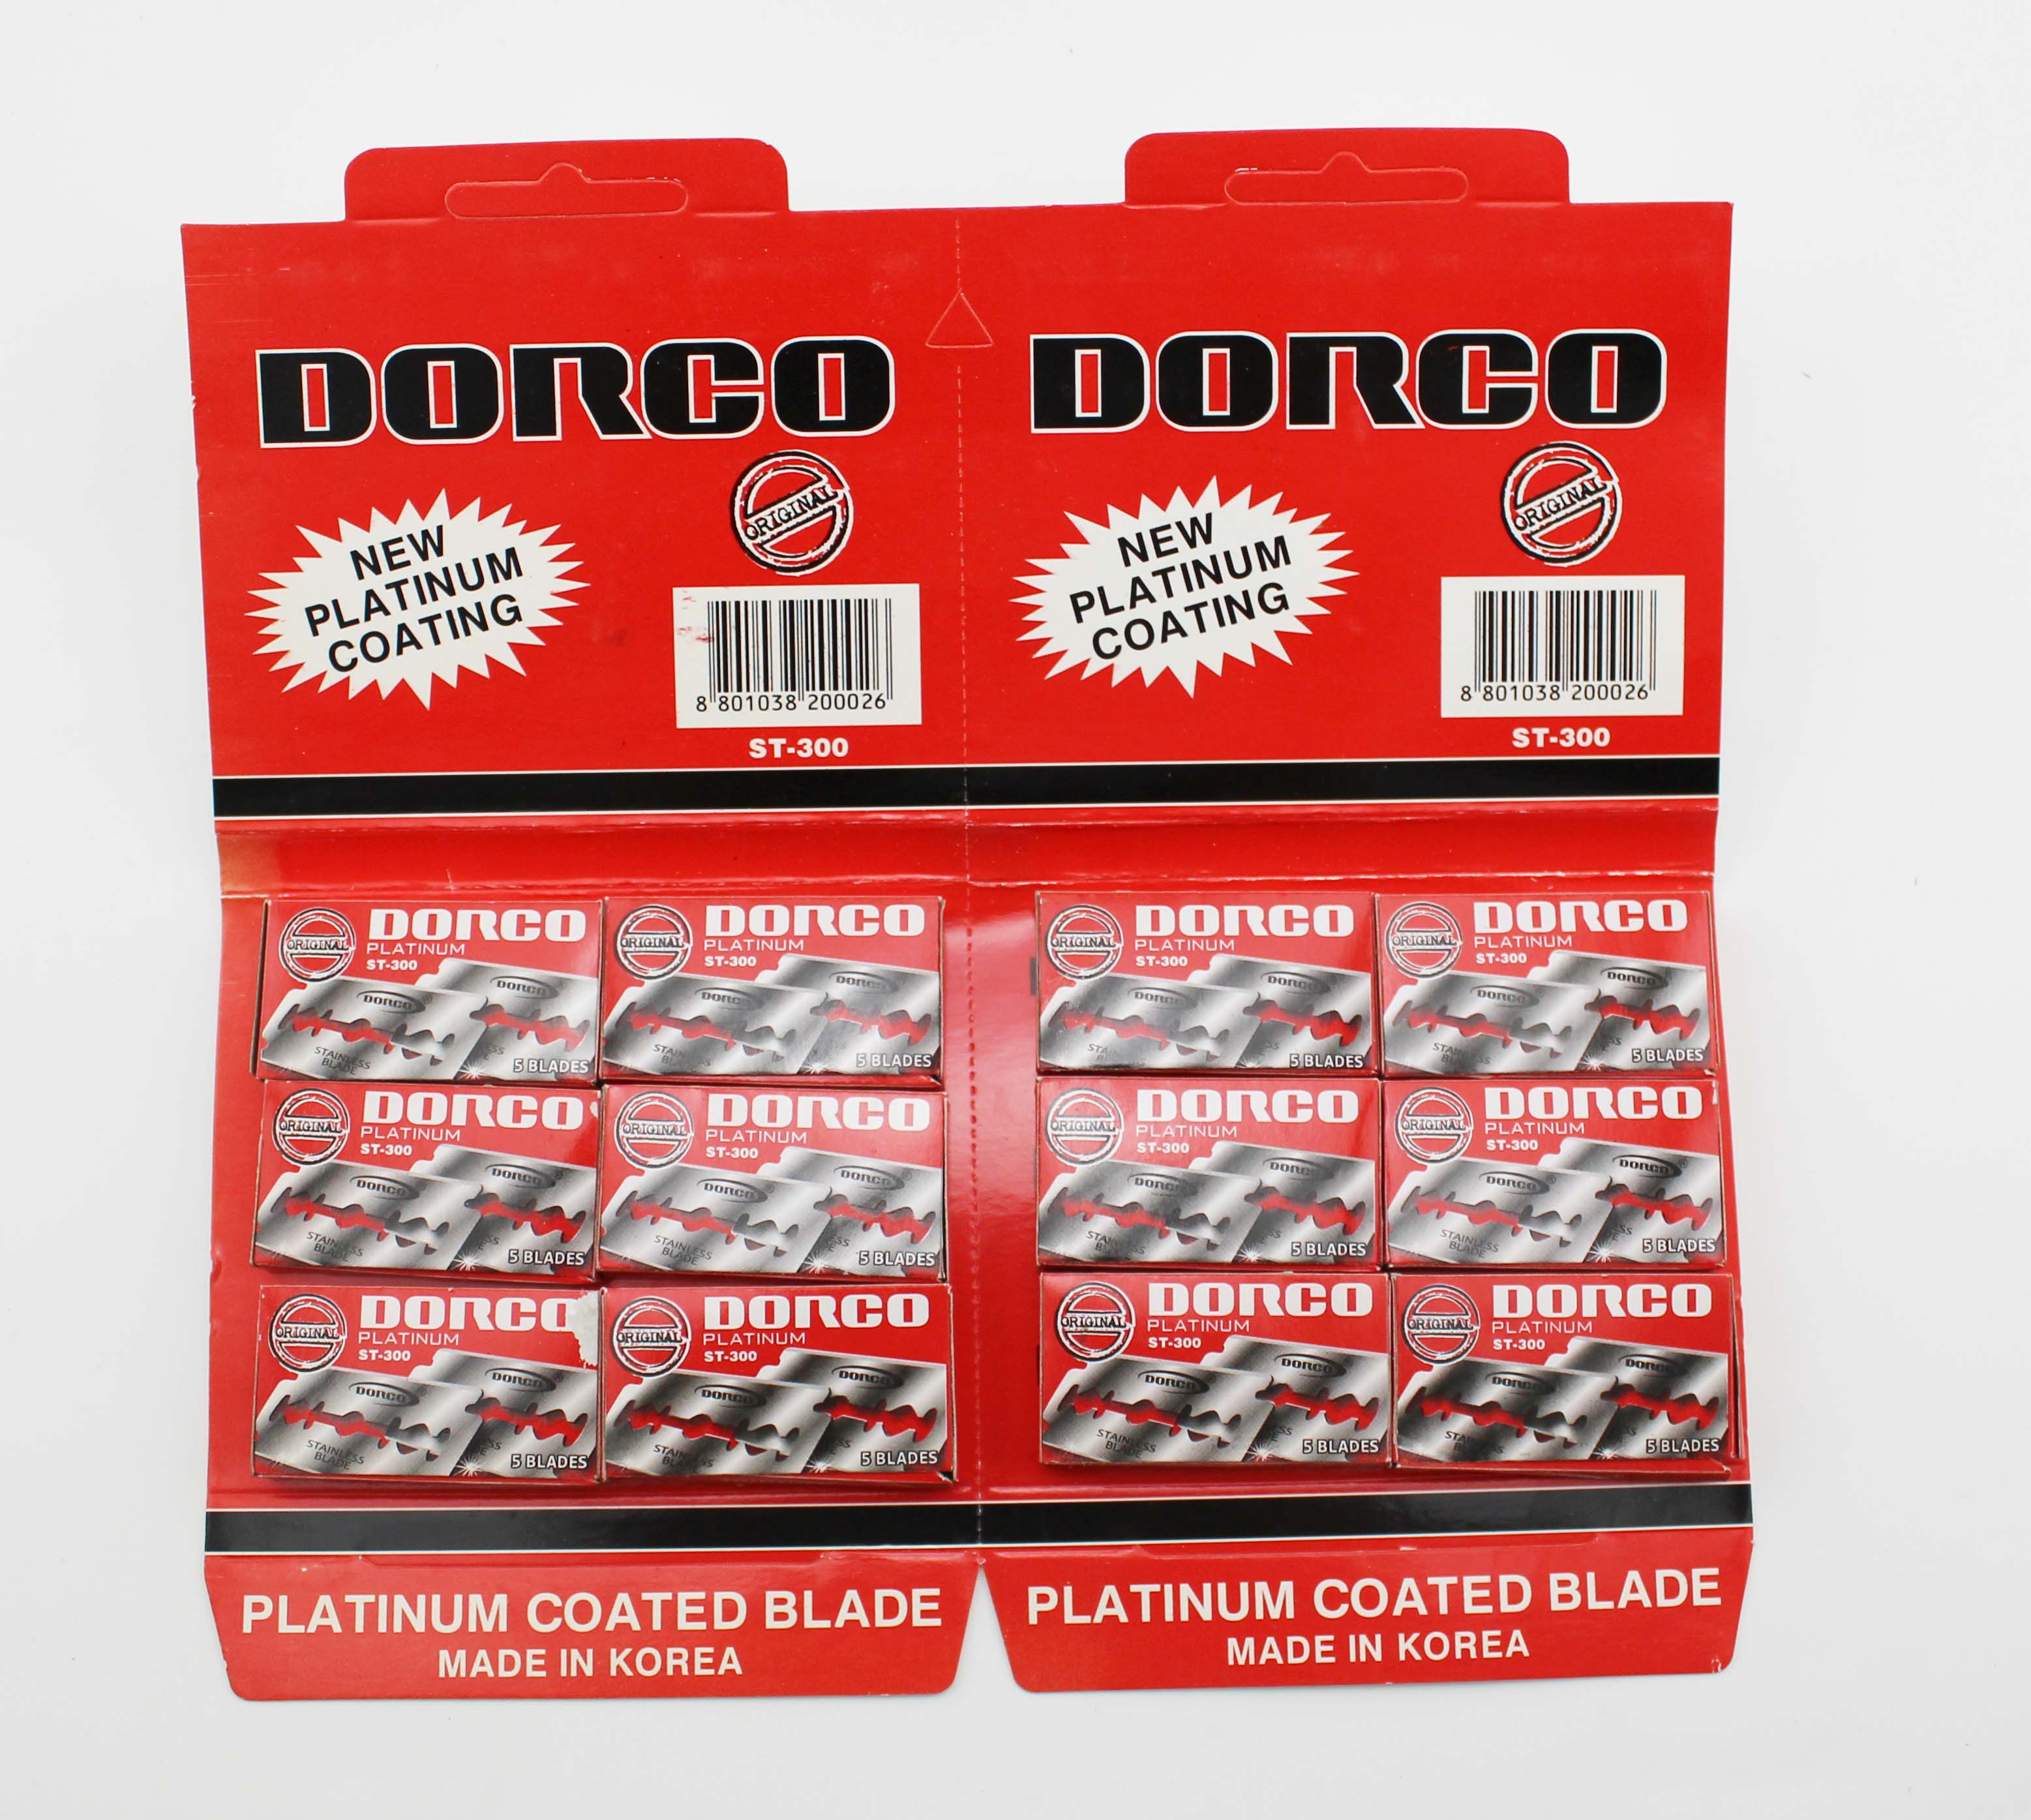 DORCO
ORIGINAL
NEW
PLATINUM
COATING
8 801038 200026
ST-300
DORCO
ORIGINAL
NEW
PLATINUM
COATING
8 801038 200026
ST-300
ORIGINAL
DORCO
PLATINUM
ST-300
DORCO
DORCO
STAINLESS
BLADE
5 BLADES
ORIGINAL
DORCO
PLATINUM
ST-300
DORCO
DORCO
5 BLADES
ORIGINAL
DORCO
PLATINUM
ST-300
DORCO
DORCO
5 BLADES
ORIGINAL
DORCO
PLATINUM
ST-300
DORCO
DORCO
5 BLADES
ORIGINAL
DORCO
PLATINUM
ST-300
DORCO
DORCO
STAINLESS
BLADE
5 BLADES
ORIGINAL
DORCO
PLATINUM
ST-300
DORCO
DORCO
STAINLESS
BLADE
5 BLADES
ORIGINAL
DORCO
PLATINUM
ST-300
DORCO
DORCO
STAINLESS
BLADE
5 BLADES
ORIGINAL
DORCO
PLATINUM
ST-300
DORCO
DORCO
STAINLESS
BLADE
5 BLADES
ORIGINAL
DORCO
PLATINUM
ST-300
DORCO
DORCO
STAINLESS
BLADE
5 BLADES
ORIGINAL
DORCO
PLATINUM
ST-300
DORCO
DORCO
STAINLESS
BLADE
5 BLADES
ORIGINAL
DORCO
PLATINUM
ST-300
DORCO
DORCO
STAINLESS
BLADE
5 BLADES
ORIGINAL
DORCO
PLATINUM
ST-300
DORCO
DORCO
5 BLADES
PLATINUM COATED BLADE
MADE IN KOREA
PLATINUM COATED BLADE
MADE IN KOREA